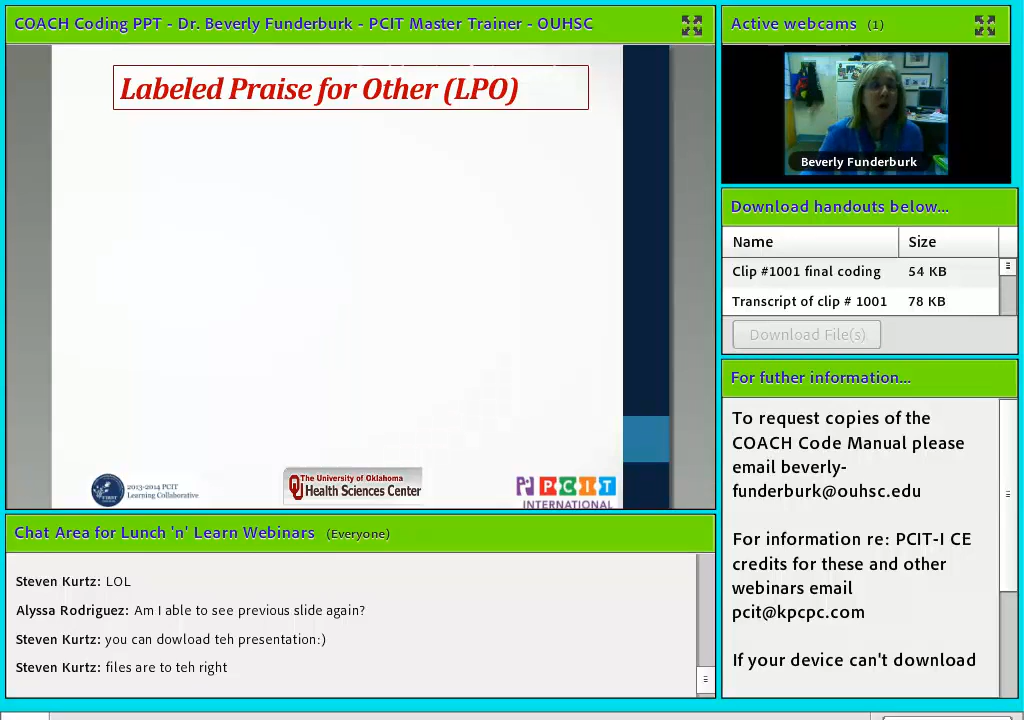 COACH Coding PPT - Dr. Beverly Funderburk - PCIT Master Trainer - OUHSC
Labeled Praise for Other (LPO)
2013-2014 PCIT
Learning Collaborative
The University of Oklahoma
Health Sciences Center
PCIT
INTERNATIONAL
Chat Area for Lunch 'n' Learn Webinars (Everyone)
Steven Kurtz: LOL
Alyssa Rodriguez: Am I able to see previous slide again?
Steven Kurtz: you can dowload teh presentation:)
Steven Kurtz: files are to teh right
Active webcams (1)
Beverly Funderburk
Download handouts below...
Name Size
Clip #1001 final coding 54 KB
Transcript of clip # 1001 78 KB
Download File(s)
For futher information...
To request copies of the
COACH Code Manual please
email beverly-
funderburk@ouhsc.edu
For information re: PCIT-I CE
credits for these and other
webinars email
pcit@kpcpc.com
If your device can't download